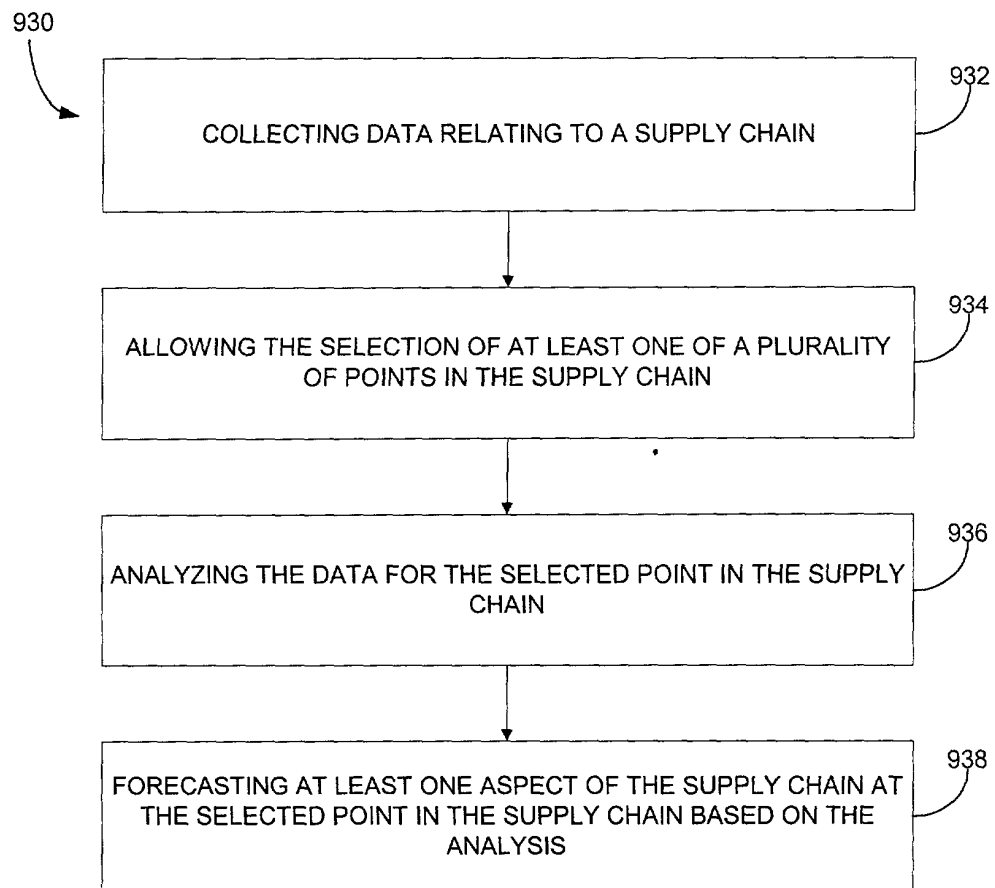 930
932
COLLECTING DATA RELATING TO A SUPPLY CHAIN
934
ALLOWING THE SELECTION OF AT LEAST ONE OF A PLURALITY
OF POINTS IN THE SUPPLY CHAIN
936
ANALYZING THE DATA FOR THE SELECTED POINT IN THE SUPPLY
CHAIN
938
FORECASTING AT LEAST ONE ASPECT OF THE SUPPLY CHAIN AT
THE SELECTED POINT IN THE SUPPLY CHAIN BASED ON THE
ANALYSIS